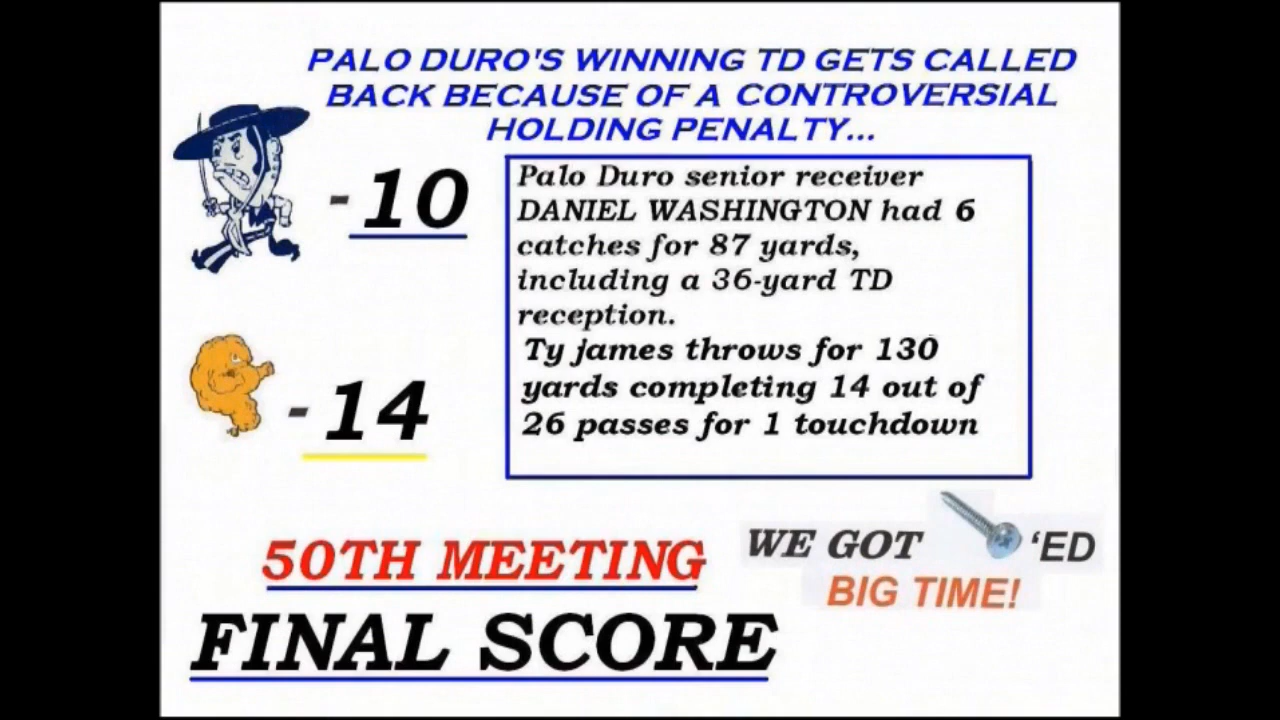 PALO DURO'S WINNING TD GETS CALLED
BACK BECAUSE OF A CONTROVERSIAL
HOLDING PENALTY...
-10
Palo Duro senior receiver
DANIEL WASHINGTON had 6
catches for 87 yards,
including a 36-yard TD
reception.
Ty james throws for 130
yards completing 14 out of
26 passes for 1 touchdown
-14
50TH MEETING
WE GOT 'ED
BIG TIME!
FINAL SCORE